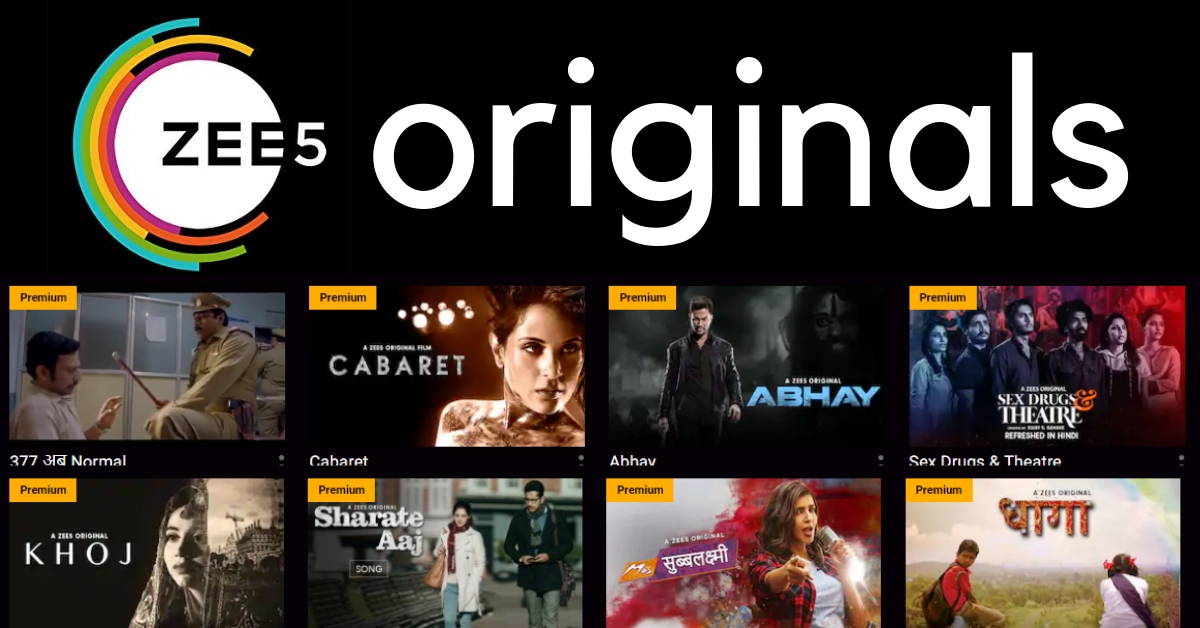 ZEE5 originals
Premium
377 अब Normal
Premium
A ZEE5 ORIGINAL FILM
CABARET
Cabaret
Premium
A ZEE5 ORIGINAL
ABHAY
Abhay
Premium
A ZEE5 ORIGINAL
SEX DRUGS &
THEATRE
REFRESHED IN HINDI
Sex Drugs & Theatre
Premium
A ZEE5 ORIGINAL
KHOJ
Premium
A ZEE5 ORIGINAL
Sharate
Aaj
SONG
Premium
A ZEE5 ORIGINAL
Mrs सुब्बलक्ष्मी
Premium
A ZEE5 ORIGINAL
धागा